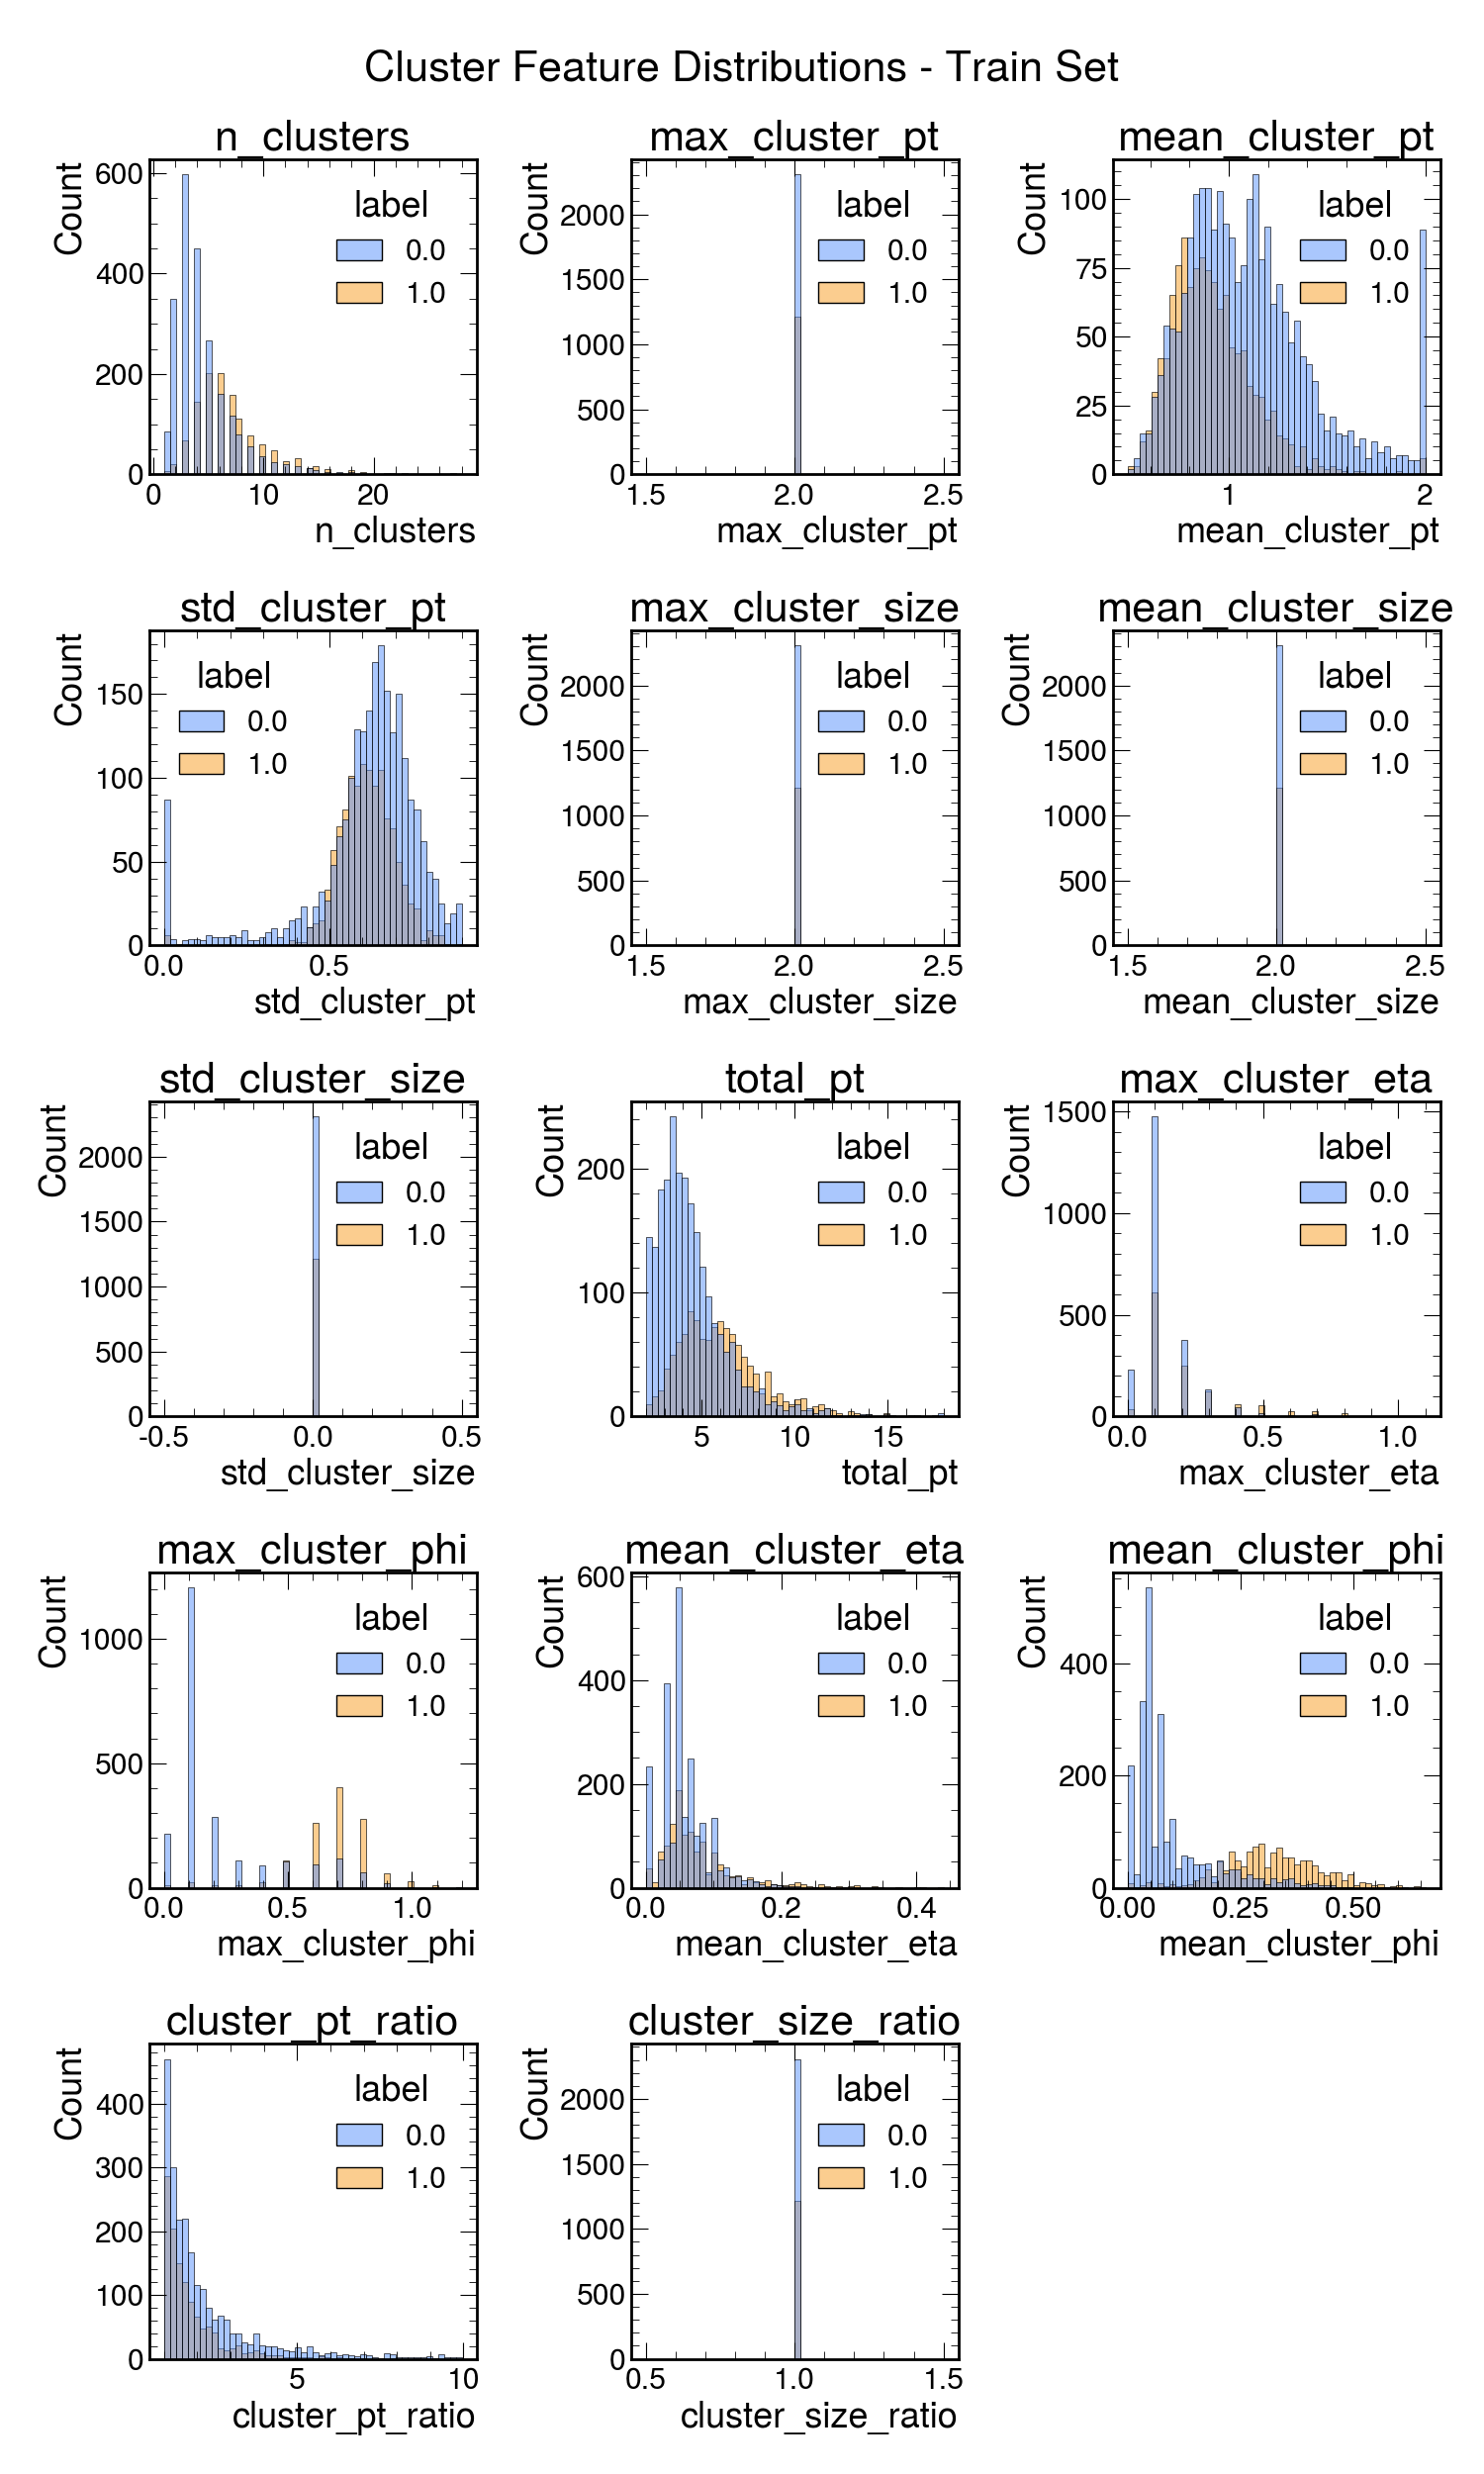 Cluster Feature Distributions - Train Set
n_clusters
Count
600
400
200
0
label
0.0
1.0
0 10 20
n_clusters
max_cluster_pt
Count
2000
1500
1000
500
0
label
0.0
1.0
1.5 2.0 2.5
max_cluster_pt
mean_cluster_pt
Count
100
75
50
25
0
label
0.0
1.0
1 2
mean_cluster_pt
std_cluster_pt
Count
150
100
50
0
label
0.0
1.0
0.0 0.5
std_cluster_pt
max_cluster_size
Count
2000
1500
1000
500
0
label
0.0
1.0
1.5 2.0 2.5
max_cluster_size
mean_cluster_size
Count
2000
1500
1000
500
0
label
0.0
1.0
1.5 2.0 2.5
mean_cluster_size
std_cluster_size
Count
2000
1500
1000
500
0
label
0.0
1.0
-0.5 0.0 0.5
std_cluster_size
total_pt
Count
200
100
0
label
0.0
1.0
5 10 15
total_pt
max_cluster_eta
Count
1500
1000
500
0
label
0.0
1.0
0.0 0.5 1.0
max_cluster_eta
max_cluster_phi
Count
1000
500
0
label
0.0
1.0
0.0 0.5 1.0
max_cluster_phi
mean_cluster_eta
Count
600
400
200
0
label
0.0
1.0
0.0 0.2 0.4
mean_cluster_eta
mean_cluster_phi
Count
400
200
0
label
0.0
1.0
0.00 0.25 0.50
mean_cluster_phi
cluster_pt_ratio
Count
400
300
200
100
0
label
0.0
1.0
5 10
cluster_pt_ratio
cluster_size_ratio
Count
2000
1500
1000
500
0
label
0.0
1.0
0.5 1.0 1.5
cluster_size_ratio